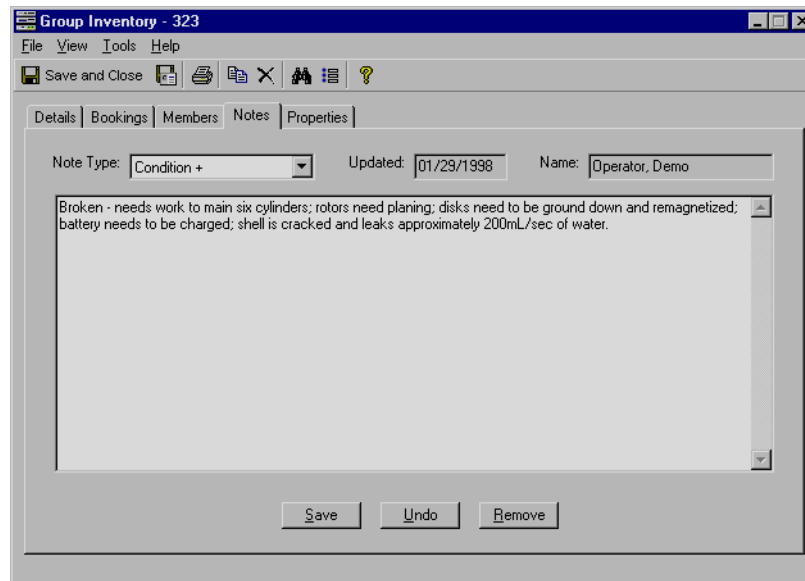 Group Inventory - 323
File View Tools Help
Save and Close
Details Bookings Members Notes Properties
Note Type: Condition + Updated: 01/29/1998 Name: Operator, Demo
Broken - needs work to main six cylinders; rotors need planing; disks need to be ground down and remagnetized;
battery needs to be charged; shell is cracked and leaks approximately 200mL/sec of water.
Save Undo Remove